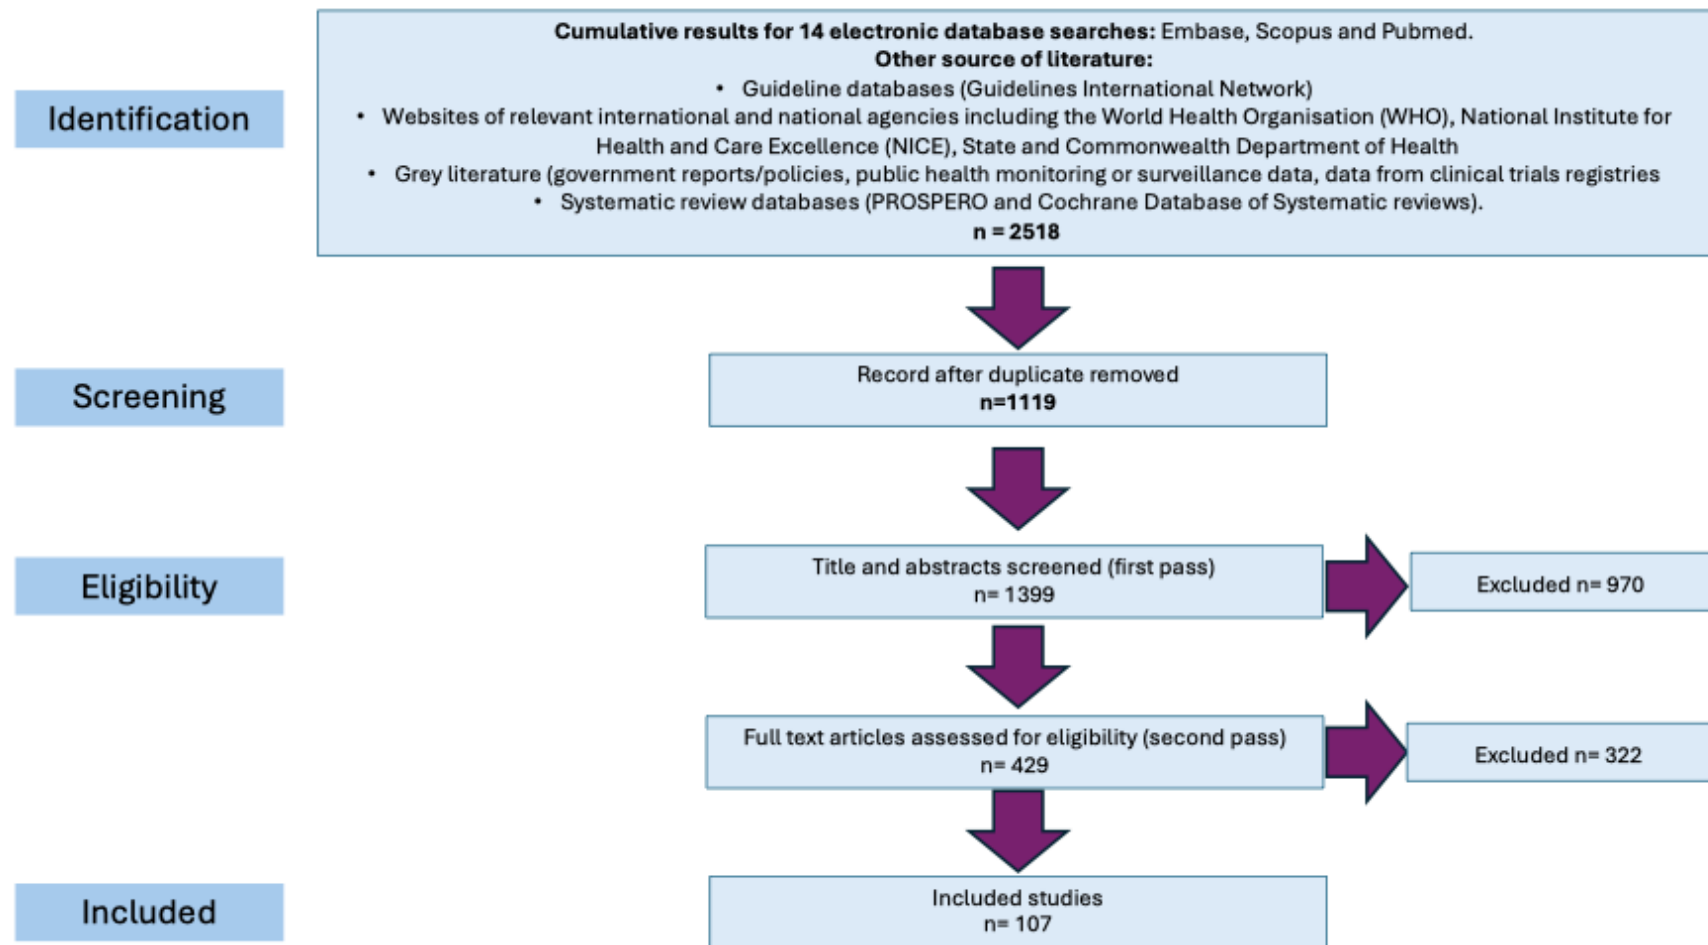 Identification
Cumulative results for 14 electronic database searches: Embase, Scopus and Pubmed.
Other source of literature:
• Guideline databases (Guidelines International Network)
• Websites of relevant international and national agencies including the World Health Organisation (WHO), National Institute for
Health and Care Excellence (NICE), State and Commonwealth Department of Health
• Grey literature (government reports/policies, public health monitoring or surveillance data, data from clinical trials registries
• Systematic review databases (PROSPERO and Cochrane Database of Systematic reviews).
n = 2518
Screening
Record after duplicate removed
n=1119
Eligibility
Title and abstracts screened (first pass)
n= 1399
Excluded n= 970
Full text articles assessed for eligibility (second pass)
n= 429
Excluded n= 322
Included
Included studies
n= 107